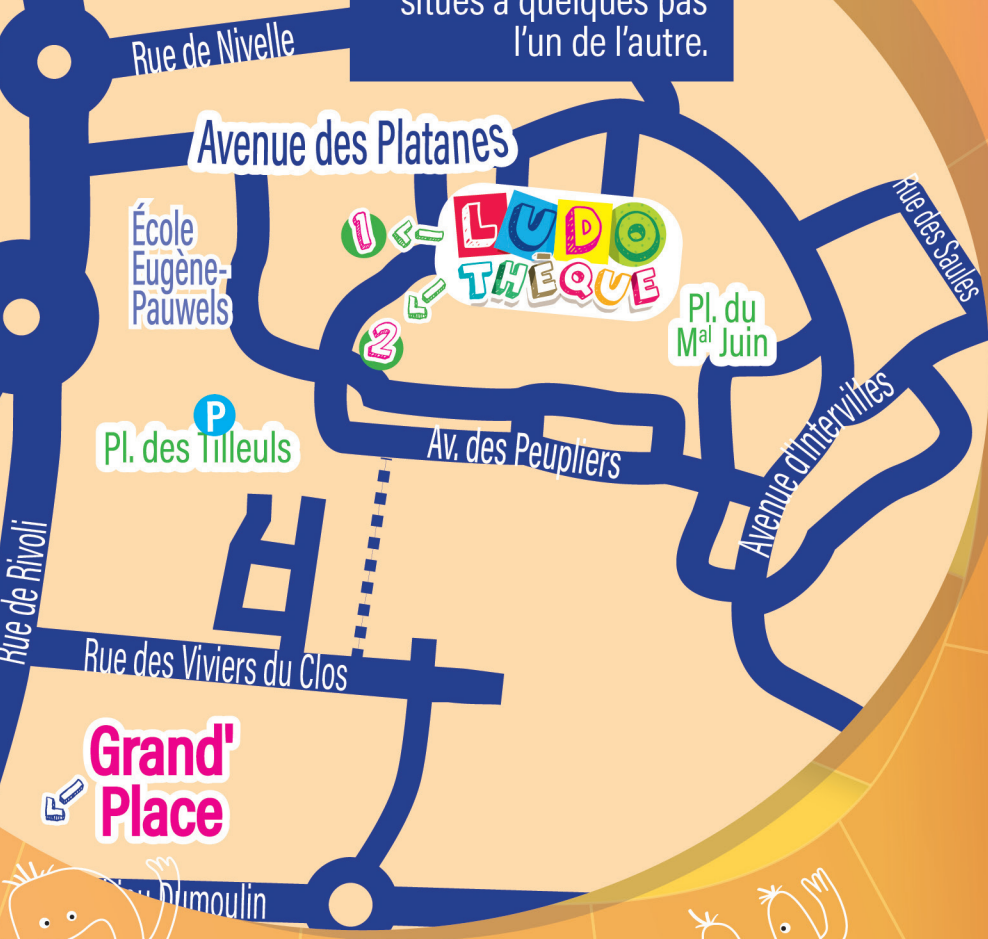 situés à quelques pas
l'un de l'autre.
Rue de Nivelle
Avenue des Platanes
Rue des Saules
École
Eugène-
Pauwels
1
LUDO
THÈQUE
2
Pl. du
Mal Juin
P
Pl. des Tilleuls
Av. des Peupliers
Avenue d'Intervilles
Rue de Rivoli
Rue des Viviers du Clos
Grand'
Place
Dumoulin